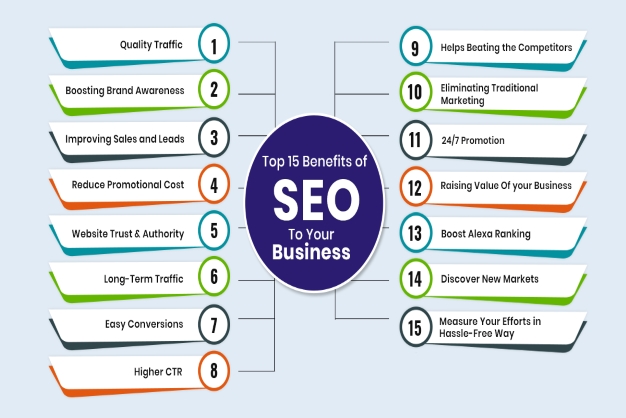 Quality Traffic 1
Boosting Brand Awareness 2
Improving Sales and Leads 3
Reduce Promotional Cost 4
Website Trust & Authority 5
Long-Term Traffic 6
Easy Conversions 7
Higher CTR 8
Top 15 Benefits of
SEO
To Your
Business
9 Helps Beating the Competitors
10 Eliminating Traditional
Marketing
11 24/7 Promotion
12 Raising Value Of your Business
13 Boost Alexa Ranking
14 Discover New Markets
15 Measure Your Efforts in
Hassle-Free Way